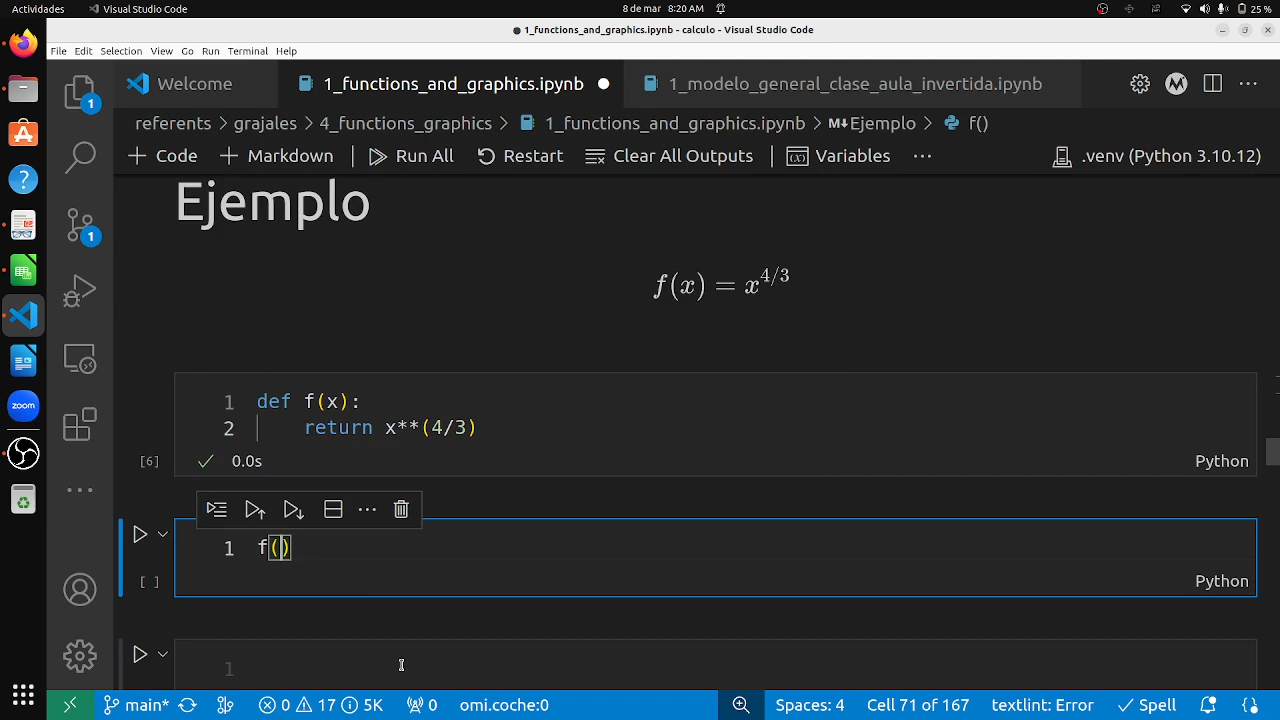 Actividades Visual Studio Code 8 de mar 8:20 AM 25 %
1_functions_and_graphics.ipynb - calculo - Visual Studio Code
File Edit Selection View Go Run Terminal Help
1 Welcome 1_functions_and_graphics.ipynb 1_modelo_general_clase_aula_invertida.ipynb
referents > grajales > 4_functions_graphics > 1_functions_and_graphics.ipynb > M↓Ejemplo > f()
+ Code + Markdown Run All Restart Clear All Outputs (x) Variables ... .venv (Python 3.10.12)
Ejemplo
1
f(x) = x^{4/3}
zoom
1 def f(x):
2 return x**(4/3)
[6] 0.0s Python
1 f()
[ ] Python
1
main* 0 17 5K 0 omi.coche:0 Spaces: 4 Cell 71 of 167 textlint: Error Spell